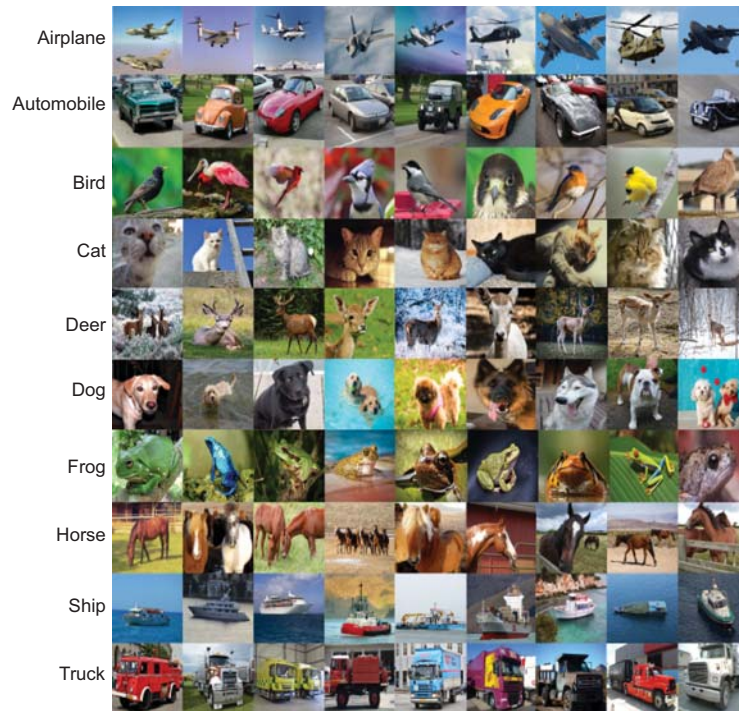 Airplane
Automobile
Bird
Cat
Deer
Dog
Frog
Horse
Ship
Truck